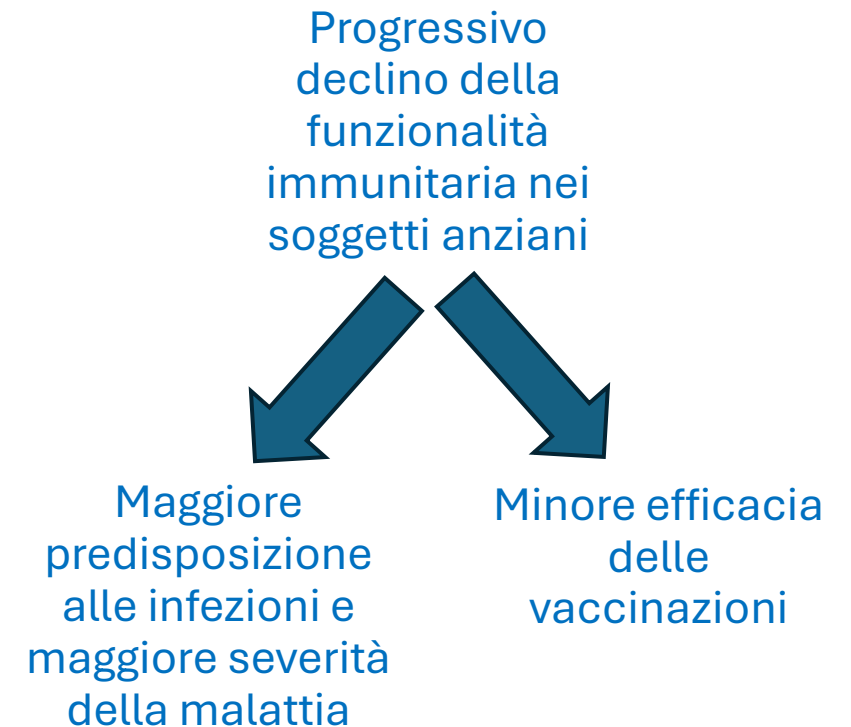 Progressivo
declino della
funzionalità
immunitaria nei
soggetti anziani
Maggiore
predisposizione
alle infezioni e
maggiore severità
della malattia
Minore efficacia
delle
vaccinazioni